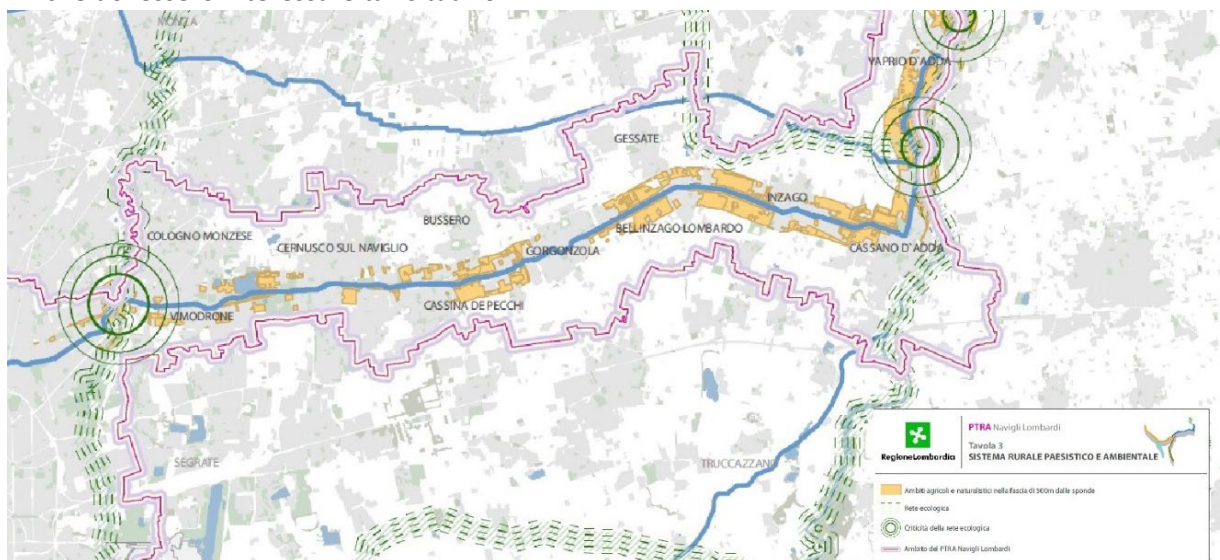 MONZA
VAPRIO D'ADDA
GESSATE
INZAGO
BUSSERO
BELLINZAGO LOMBARDO
COLOGNO MONZESE
CERNUSCO SUL NAVIGLIO
GORGONZOLA
CASSANO D'ADDA
CASSINA DE PECCHI
VIMODRONE
SEGRATE
TRUCCAZZANO
RegioneLombardia
PTRA Navigli Lombardi
Tavola 3
SISTEMA RURALE PAESISTICO E AMBIENTALE
Ambiti agricoli e naturalistici nella fascia di 500m dalle sponde
Rete ecologica
Criticità della rete ecologica
Ambito del PTRA Navigli Lombardi